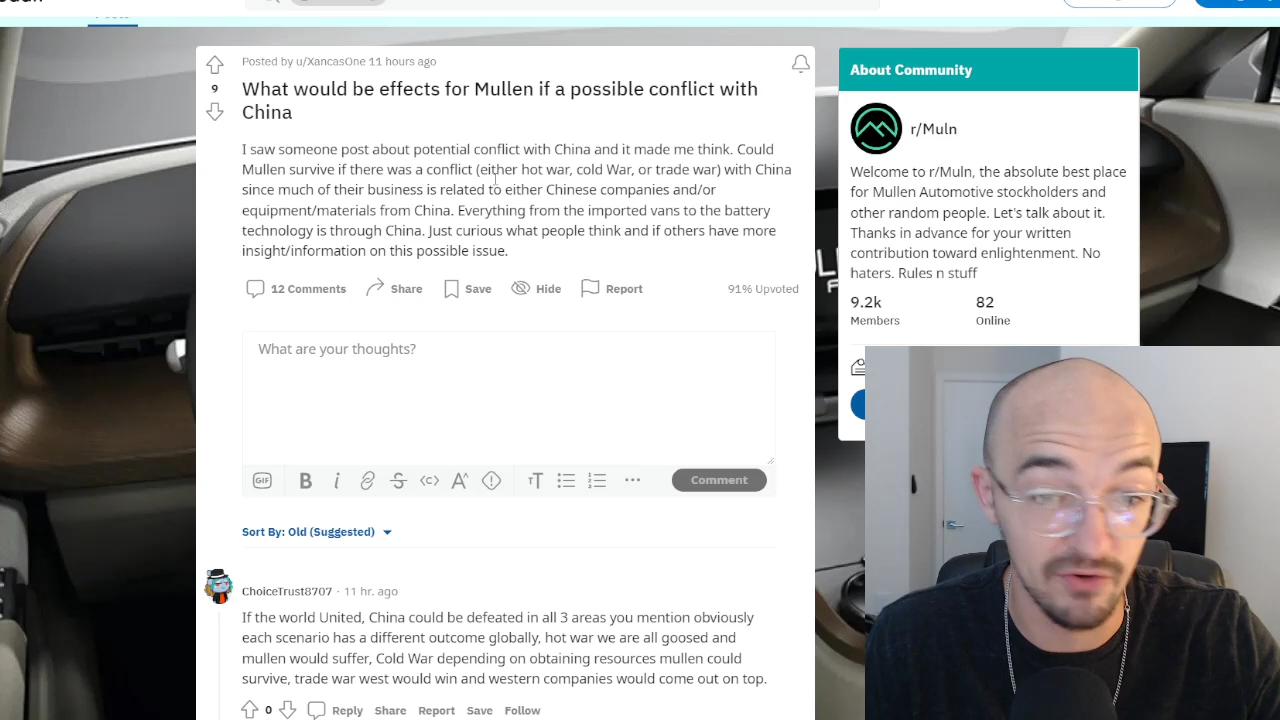 Posted by u/XancasOne 11 hours ago
9
What would be effects for Mullen if a possible conflict with
China
I saw someone post about potential conflict with China and it made me think. Could
Mullen survive if there was a conflict (either hot war, cold War, or trade war) with China
since much of their business is related to either Chinese companies and/or
equipment/materials from China. Everything from the imported vans to the battery
technology is through China. Just curious what people think and if others have more
insight/information on this possible issue.
12 Comments Share Save Hide Report 91% Upvoted
What are your thoughts?
GIF B i <c> A TT ... Comment
Sort By: Old (Suggested)
ChoiceTrust8707 · 11 hr. ago
If the world United, China could be defeated in all 3 areas you mention obviously
each scenario has a different outcome globally, hot war we are all goosed and
mullen would suffer, Cold War depending on obtaining resources mullen could
survive, trade war west would win and western companies would come out on top.
0 Reply Share Report Save Follow
About Community
r/Muln
Welcome to r/Muln, the absolute best place
for Mullen Automotive stockholders and
other random people. Let's talk about it.
Thanks in advance for your written
contribution toward enlightenment. No
haters. Rules n stuff
9.2k 82
Members Online